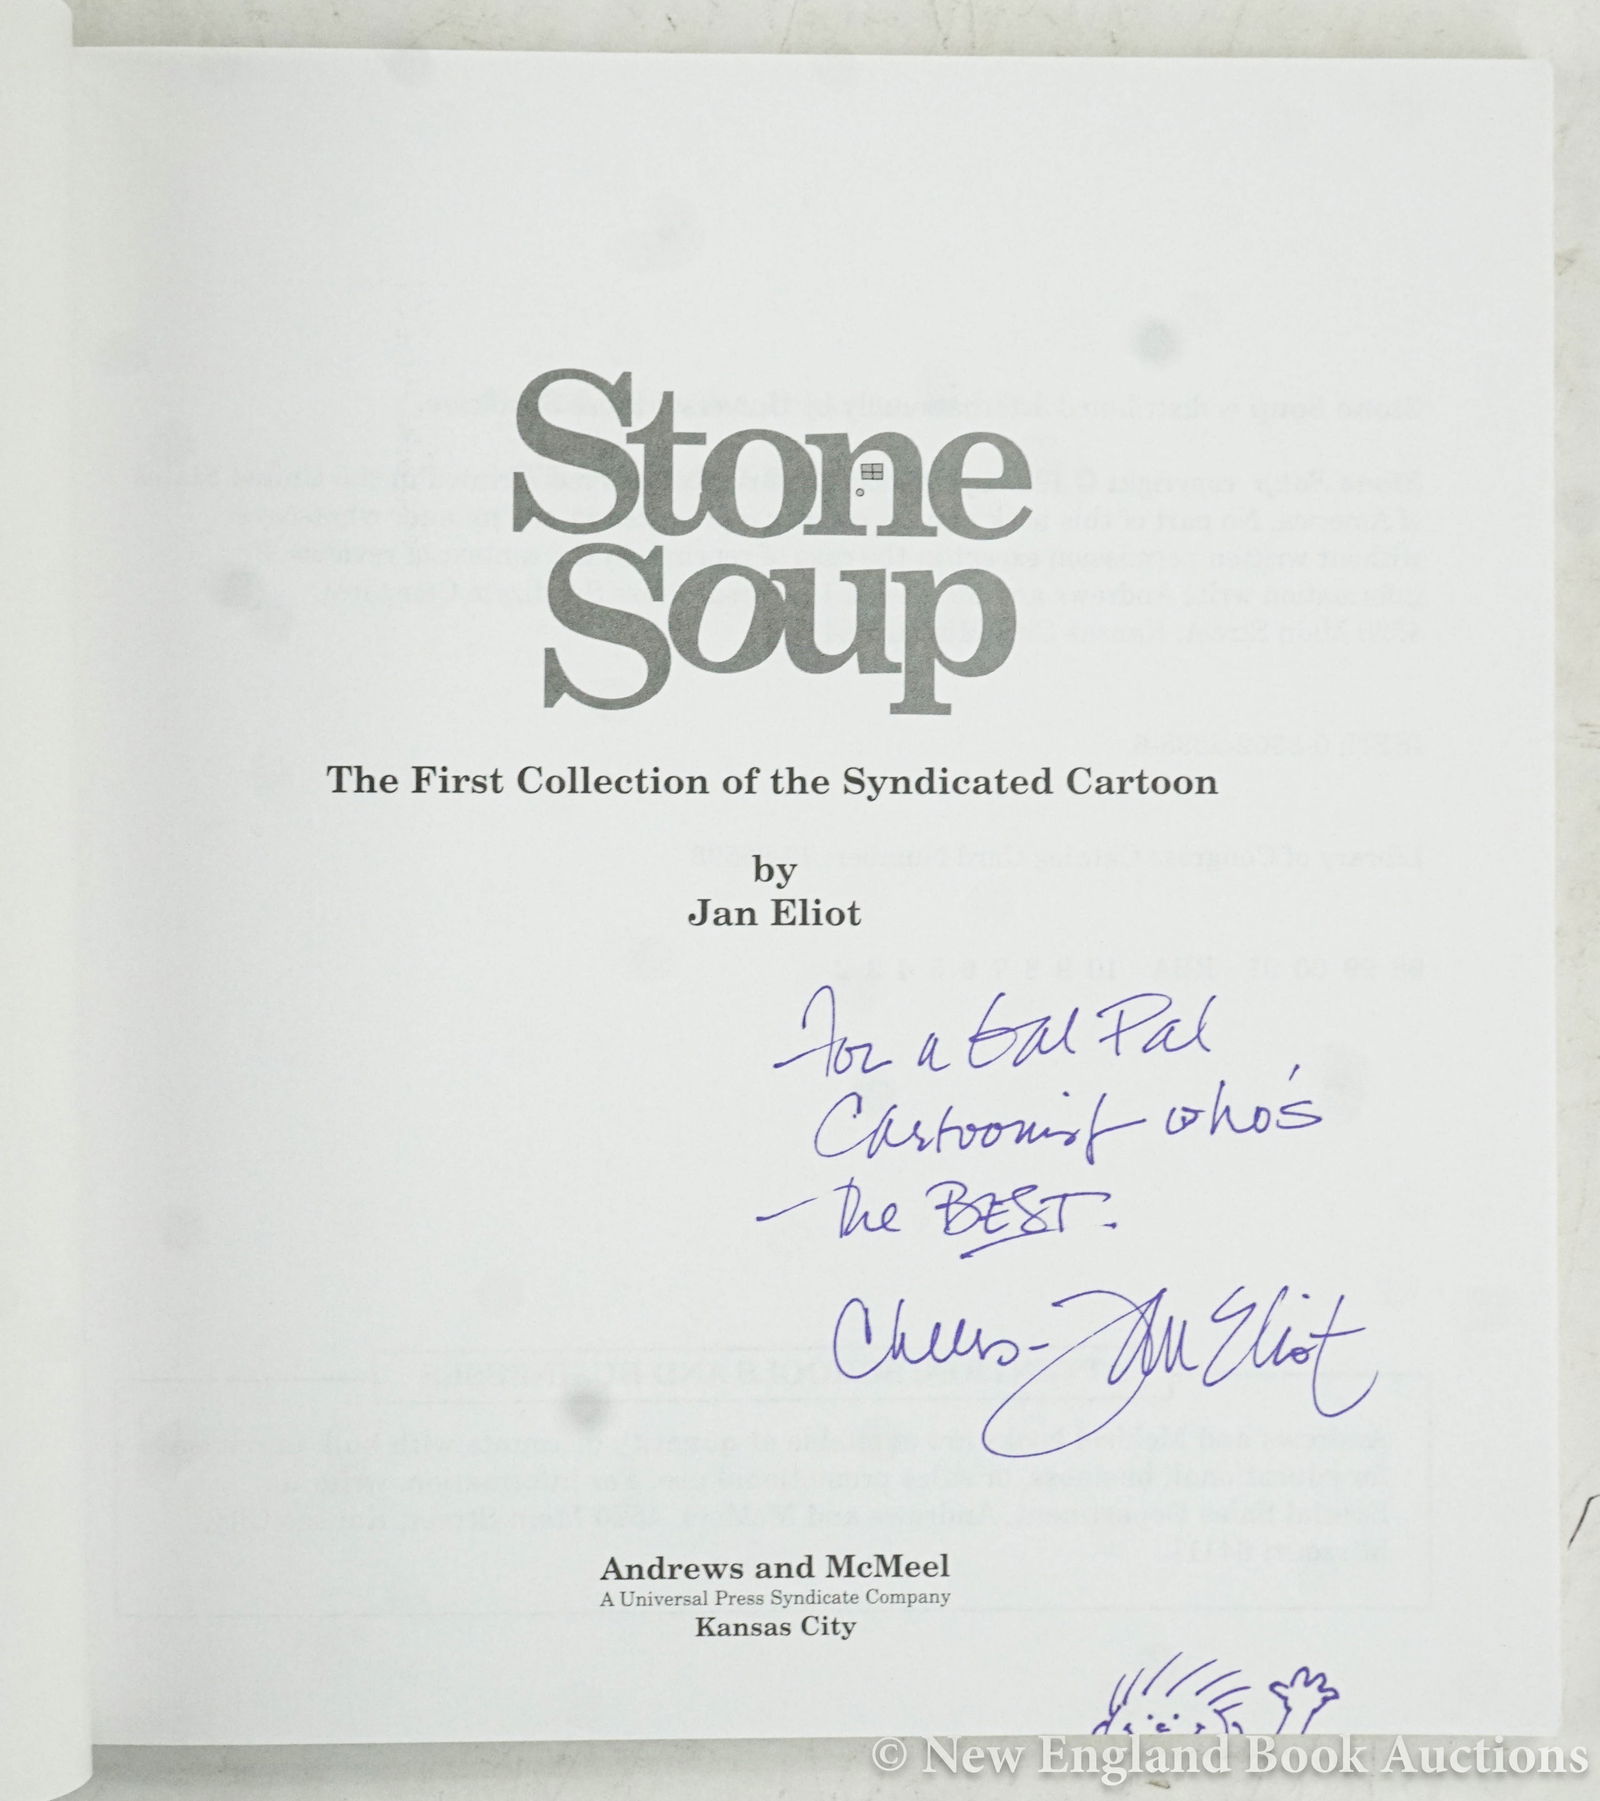 Stone
Soup
The First Collection of the Syndicated Cartoon
by
Jan Eliot
For a Gal Pal
Cartoonist who's
the BEST.
Cheers- Jan Eliot
Andrews and McMeel
A Universal Press Syndicate Company
Kansas City
© New England Book Auctions